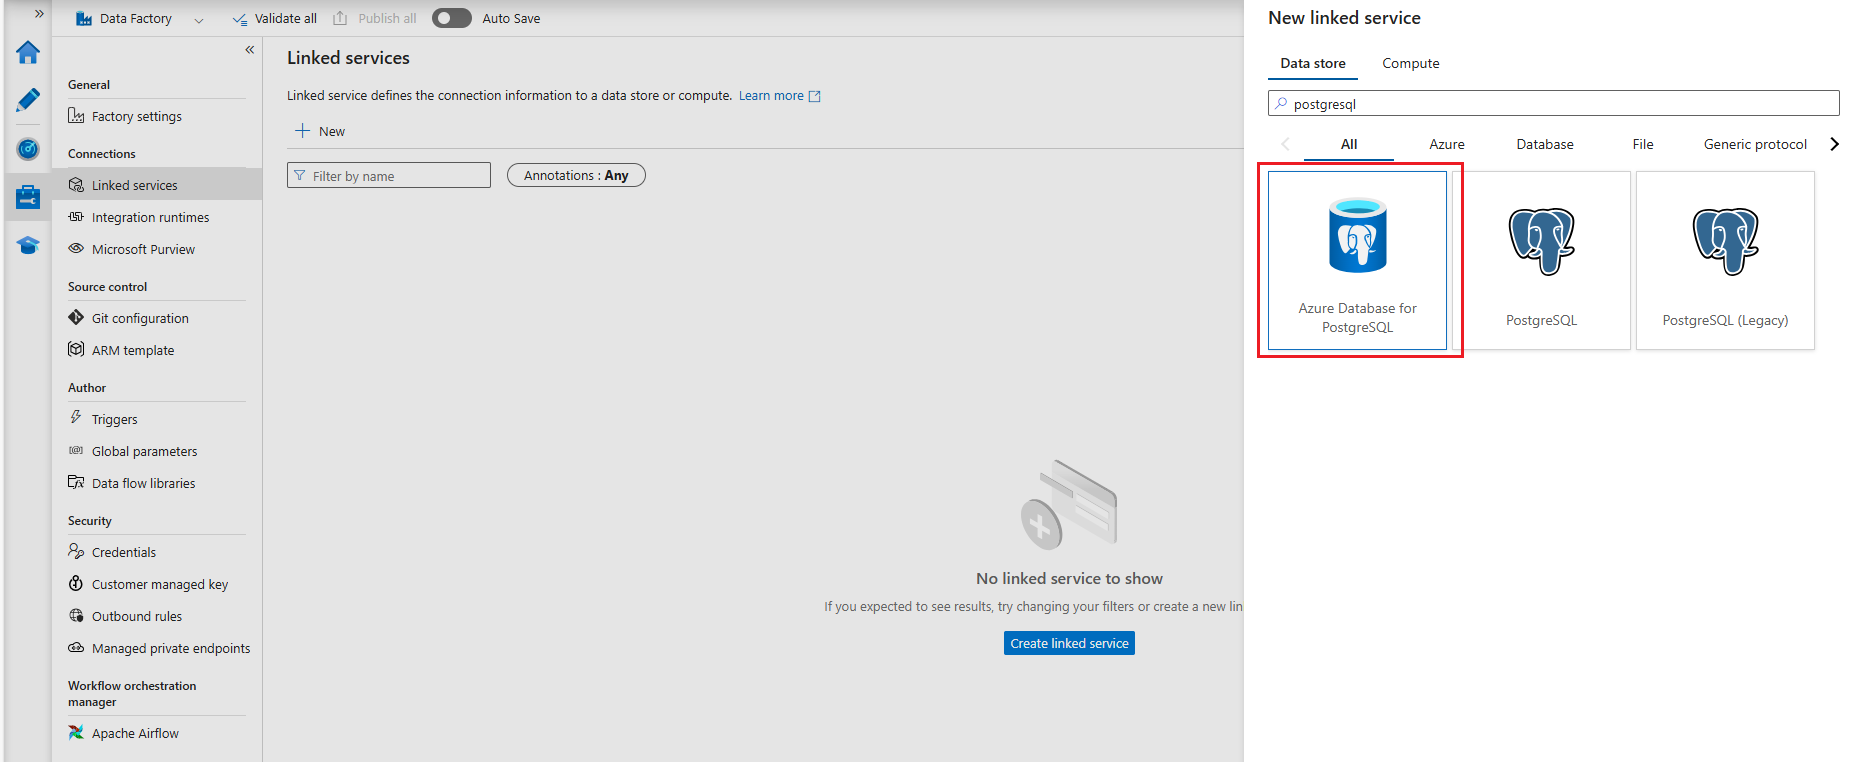 Data Factory
Validate all
Publish all
Auto Save
General
Factory settings
Connections
Linked services
Integration runtimes
Microsoft Purview
Source control
Git configuration
ARM template
Author
Triggers
Global parameters
Data flow libraries
Security
Credentials
Customer managed key
Outbound rules
Managed private endpoints
Workflow orchestration
manager
Apache Airflow
Linked services
Linked service defines the connection information to a data store or compute. Learn more
New
Filter by name
Annotations : Any
No linked service to show
If you expected to see results, try changing your filters or create a new lin
Create linked service
New linked service
Data store
Compute
postgresql
All
Azure
Database
File
Generic protocol
Azure Database for
PostgreSQL
PostgreSQL
PostgreSQL (Legacy)